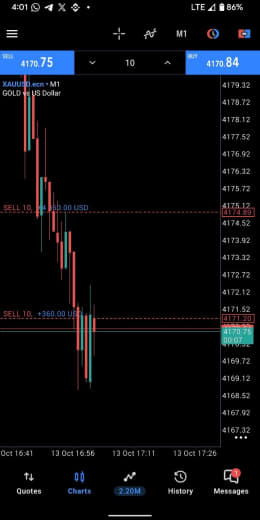 4:01
LTE 86%
M1
SELL
4170.75
10
BUY
4170.84
XAUUSD.ecn • M1
GOLD vs US Dollar
4179.32
4178.72
4178.12
4177.52
4176.92
4176.32
4175.72
4175.12
SELL 10,
USD
4174.89
4174.52
4173.92
4173.32
4172.72
4172.12
4171.52
SELL 10, +360.00 USD
4171.20
4170.75
00:07
4169.72
4169.12
4168.52
4167.92
4167.32
Oct 16:41
13 Oct 16:56
13 Oct 17:11
13 Oct 17:26
Quotes
Charts
2.20M
History
Messages